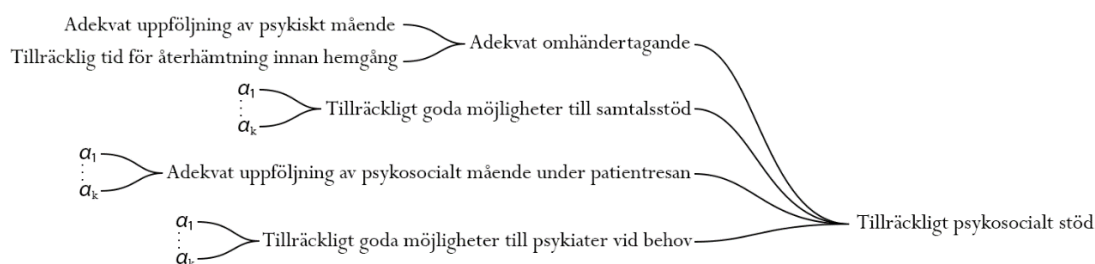 Adekvat uppföljning av psykiskt mående
Tillräcklig tid för återhämtning innan hemgång
Adekvat omhändertagande
a1
⋮
ak
Tillräckligt goda möjligheter till samtalsstöd
a1
⋮
ak
Adekvat uppföljning av psykosocialt mående under patientresan
a1
⋮
ak
Tillräckligt goda möjligheter till psykiater vid behov
Tillräckligt psykosocialt stöd